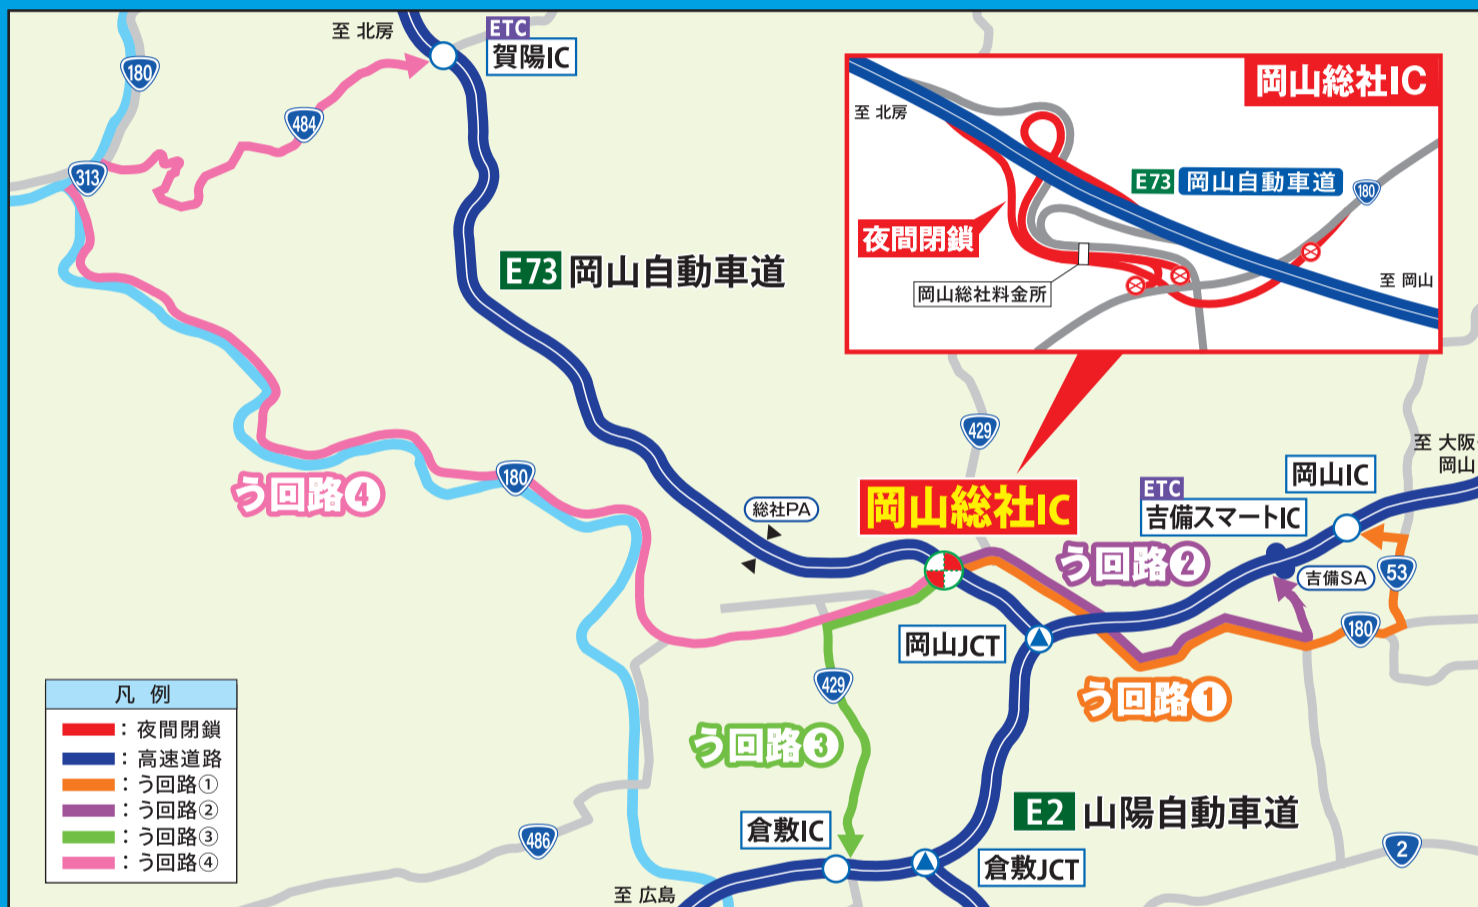 至 北房
ETC
賀陽IC
180
484
313
岡山総社IC
至 北房
E73 岡山自動車道
180
夜間閉鎖
岡山総社料金所
至 岡山
E73 岡山自動車道
429
至 大阪
岡山
岡山IC
ETC
吉備スマートIC
う回路❹
180
総社PA
岡山総社IC
う回路❷
吉備SA
53
180
岡山JCT
う回路❶
429
う回路❸
凡 例
：夜間閉鎖
：高速道路
：う回路①
：う回路②
：う回路③
：う回路④
E2 山陽自動車道
倉敷IC
486
2
倉敷JCT
至 広島